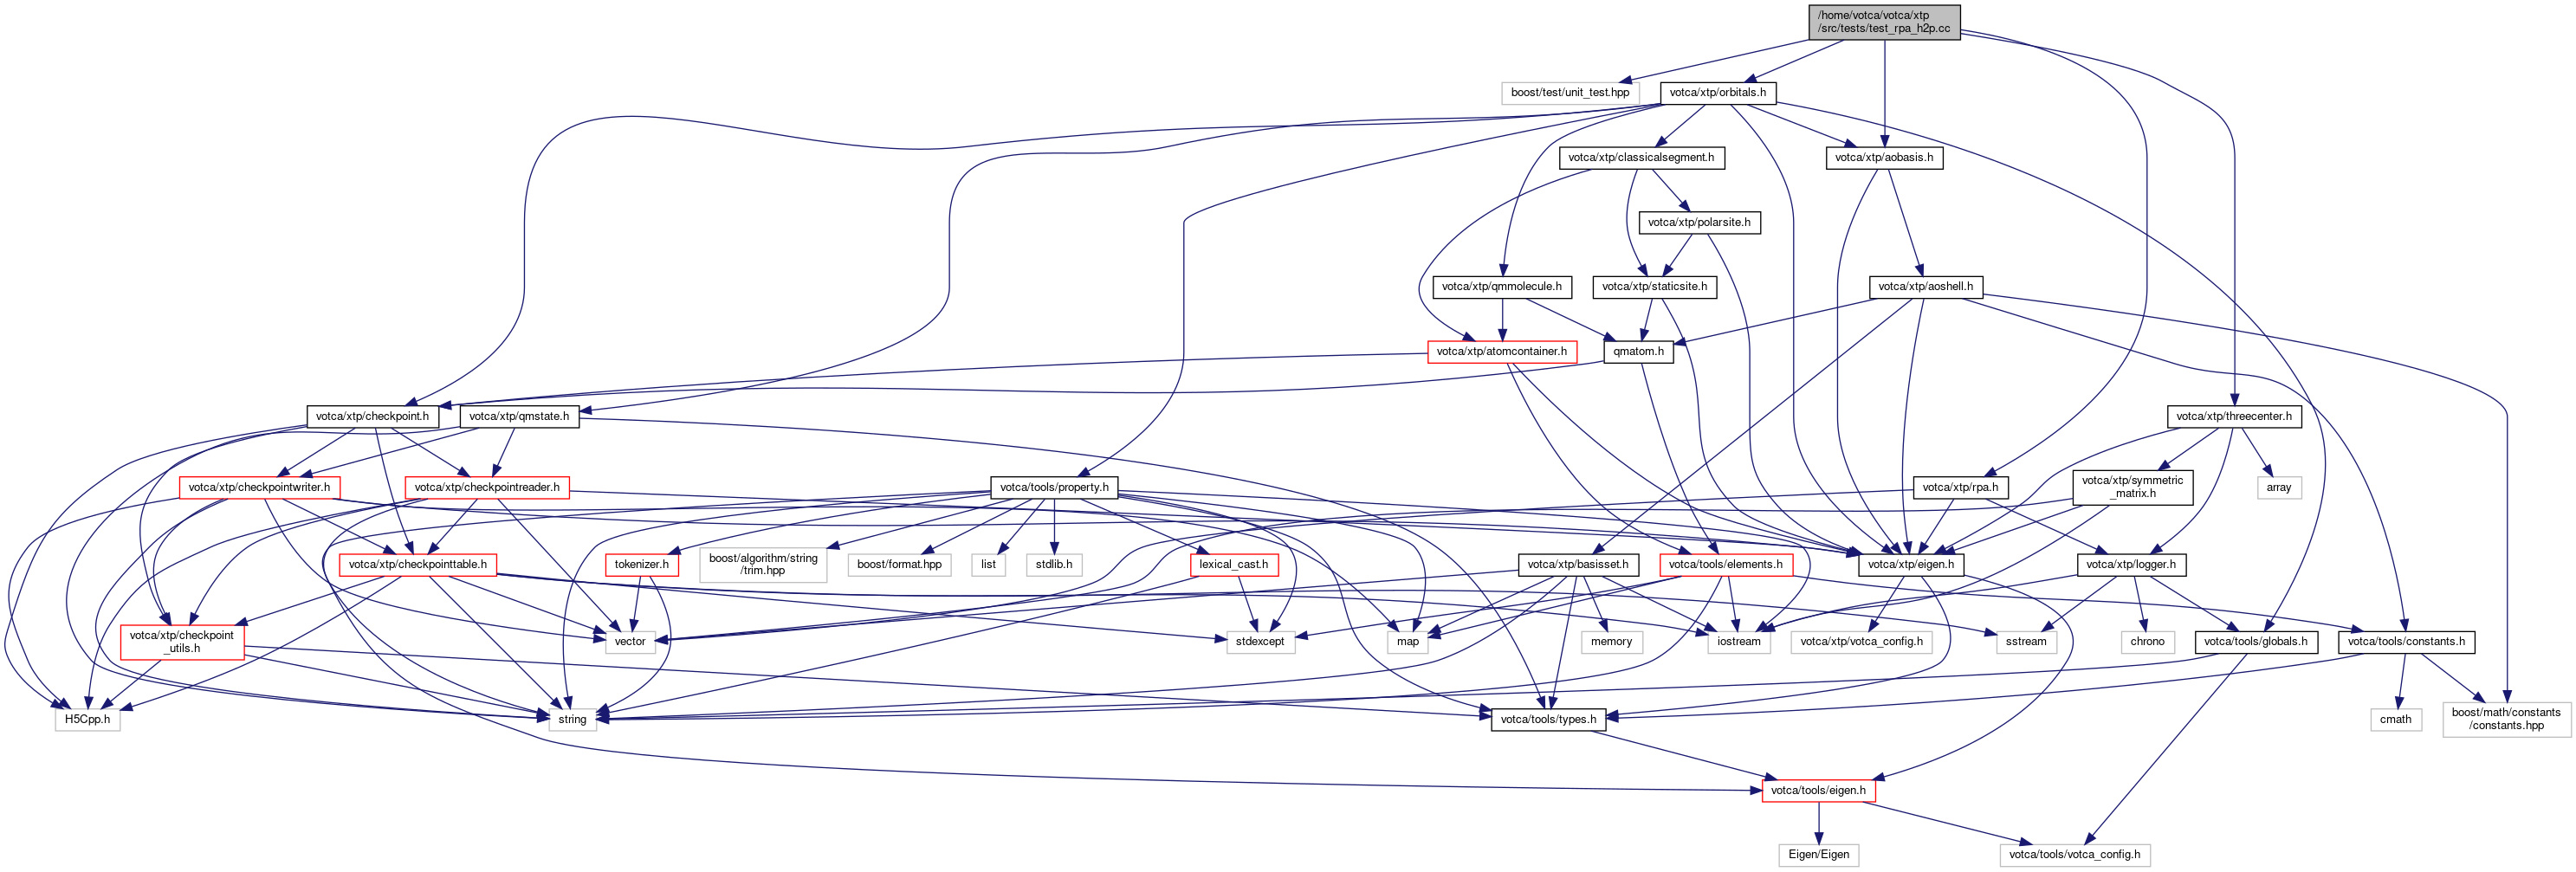 /home/votca/votca/xtp
/src/tests/test_rpa_h2p.cc
boost/test/unit_test.hpp
votca/xtp/orbitals.h
votca/xtp/classicalsegment.h
votca/xtp/aobasis.h
votca/xtp/polarsite.h
votca/xtp/qmmolecule.h
votca/xtp/staticsite.h
votca/xtp/aoshell.h
votca/xtp/atomcontainer.h
qmatom.h
votca/xtp/checkpoint.h
votca/xtp/qmstate.h
votca/xtp/threecenter.h
votca/xtp/checkpointwriter.h
votca/xtp/checkpointreader.h
votca/tools/property.h
votca/xtp/rpa.h
votca/xtp/symmetric
_matrix.h
array
votca/xtp/checkpointtable.h
tokenizer.h
boost/algorithm/string
/trim.hpp
boost/format.hpp
list
stdlib.h
lexical_cast.h
votca/xtp/basisset.h
votca/tools/elements.h
votca/xtp/eigen.h
votca/xtp/logger.h
votca/xtp/checkpoint
_utils.h
vector
stdexcept
map
memory
iostream
votca/xtp/votca_config.h
sstream
chrono
votca/tools/globals.h
votca/tools/constants.h
H5Cpp.h
string
votca/tools/types.h
cmath
boost/math/constants
/constants.hpp
votca/tools/eigen.h
Eigen/Eigen
votca/tools/votca_config.h